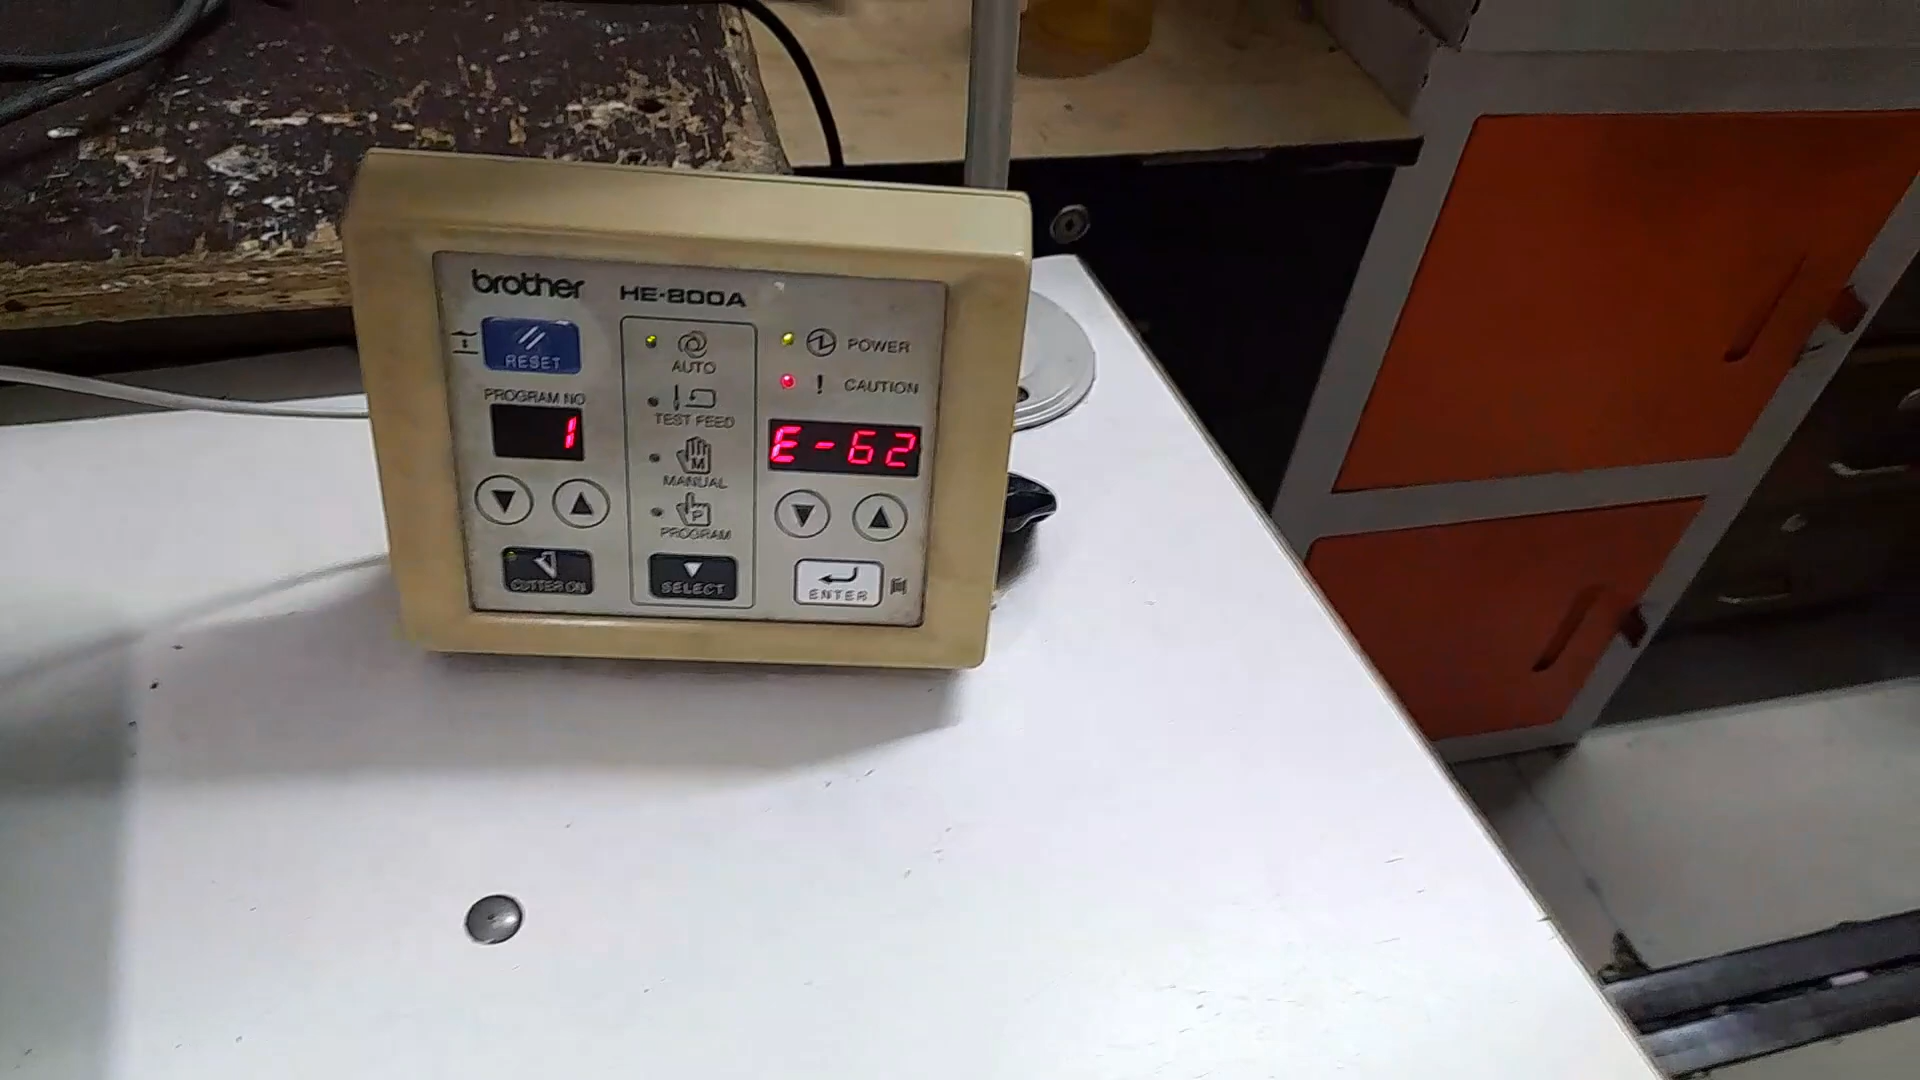 brother HE-800A
RESET
AUTO
POWER
! CAUTION
PROGRAM NO
1
TEST FEED
E-62
M
MANUAL
P
PROGRAM
CUTTER ON
SELECT
ENTER